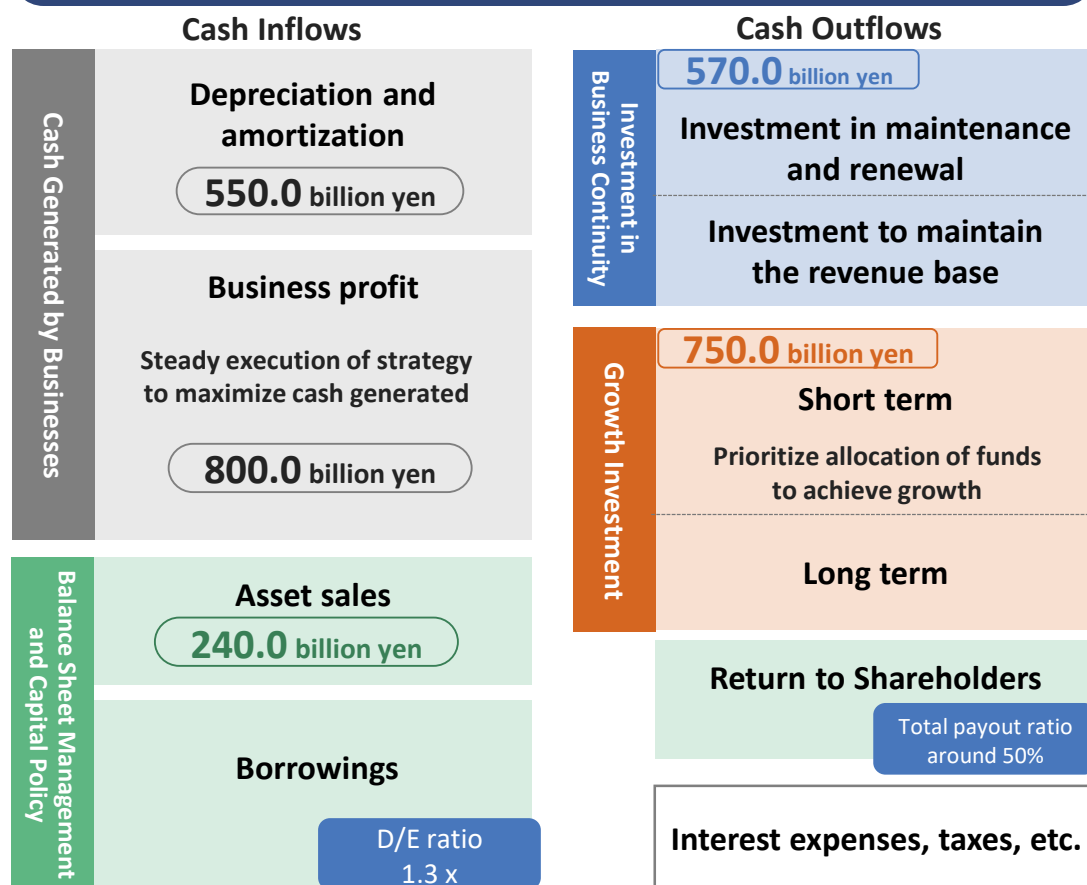 Cash Inflows
Cash Generated by Businesses
Depreciation and
amortization
550.0 billion yen
Business profit
Steady execution of strategy
to maximize cash generated
800.0 billion yen
Balance Sheet Management
and Capital Policy
Asset sales
240.0 billion yen
Borrowings
D/E ratio
1.3 x
Cash Outflows
Investment in
Business Continuity
570.0 billion yen
Investment in maintenance
and renewal
Investment to maintain
the revenue base
Growth Investment
750.0 billion yen
Short term
Prioritize allocation of funds
to achieve growth
Long term
Return to Shareholders
Total payout ratio
around 50%
Interest expenses, taxes, etc.